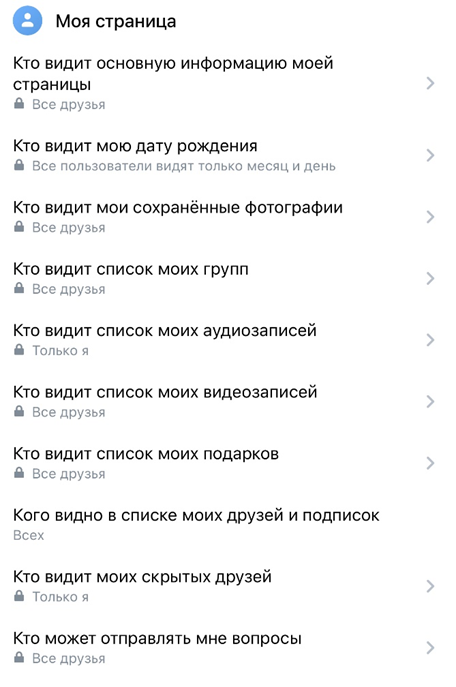 Моя страница
Кто видит основную информацию моей
страницы
Все друзья
Кто видит мою дату рождения
Все пользователи видят только месяц и день
Кто видит мои сохранённые фотографии
Все друзья
Кто видит список моих групп
Все друзья
Кто видит список моих аудиозаписей
Только я
Кто видит список моих видеозаписей
Все друзья
Кто видит список моих подарков
Все друзья
Кого видно в списке моих друзей и подписок
Всех
Кто видит моих скрытых друзей
Только я
Кто может отправлять мне вопросы
Все друзья